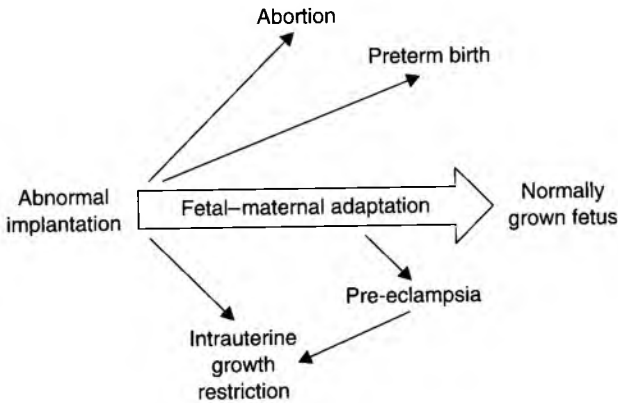 Abortion
Preterm birth
Abnormal
implantation
Fetal–maternal adaptation
Normally
grown fetus
Pre-eclampsia
Intrauterine
growth
restriction